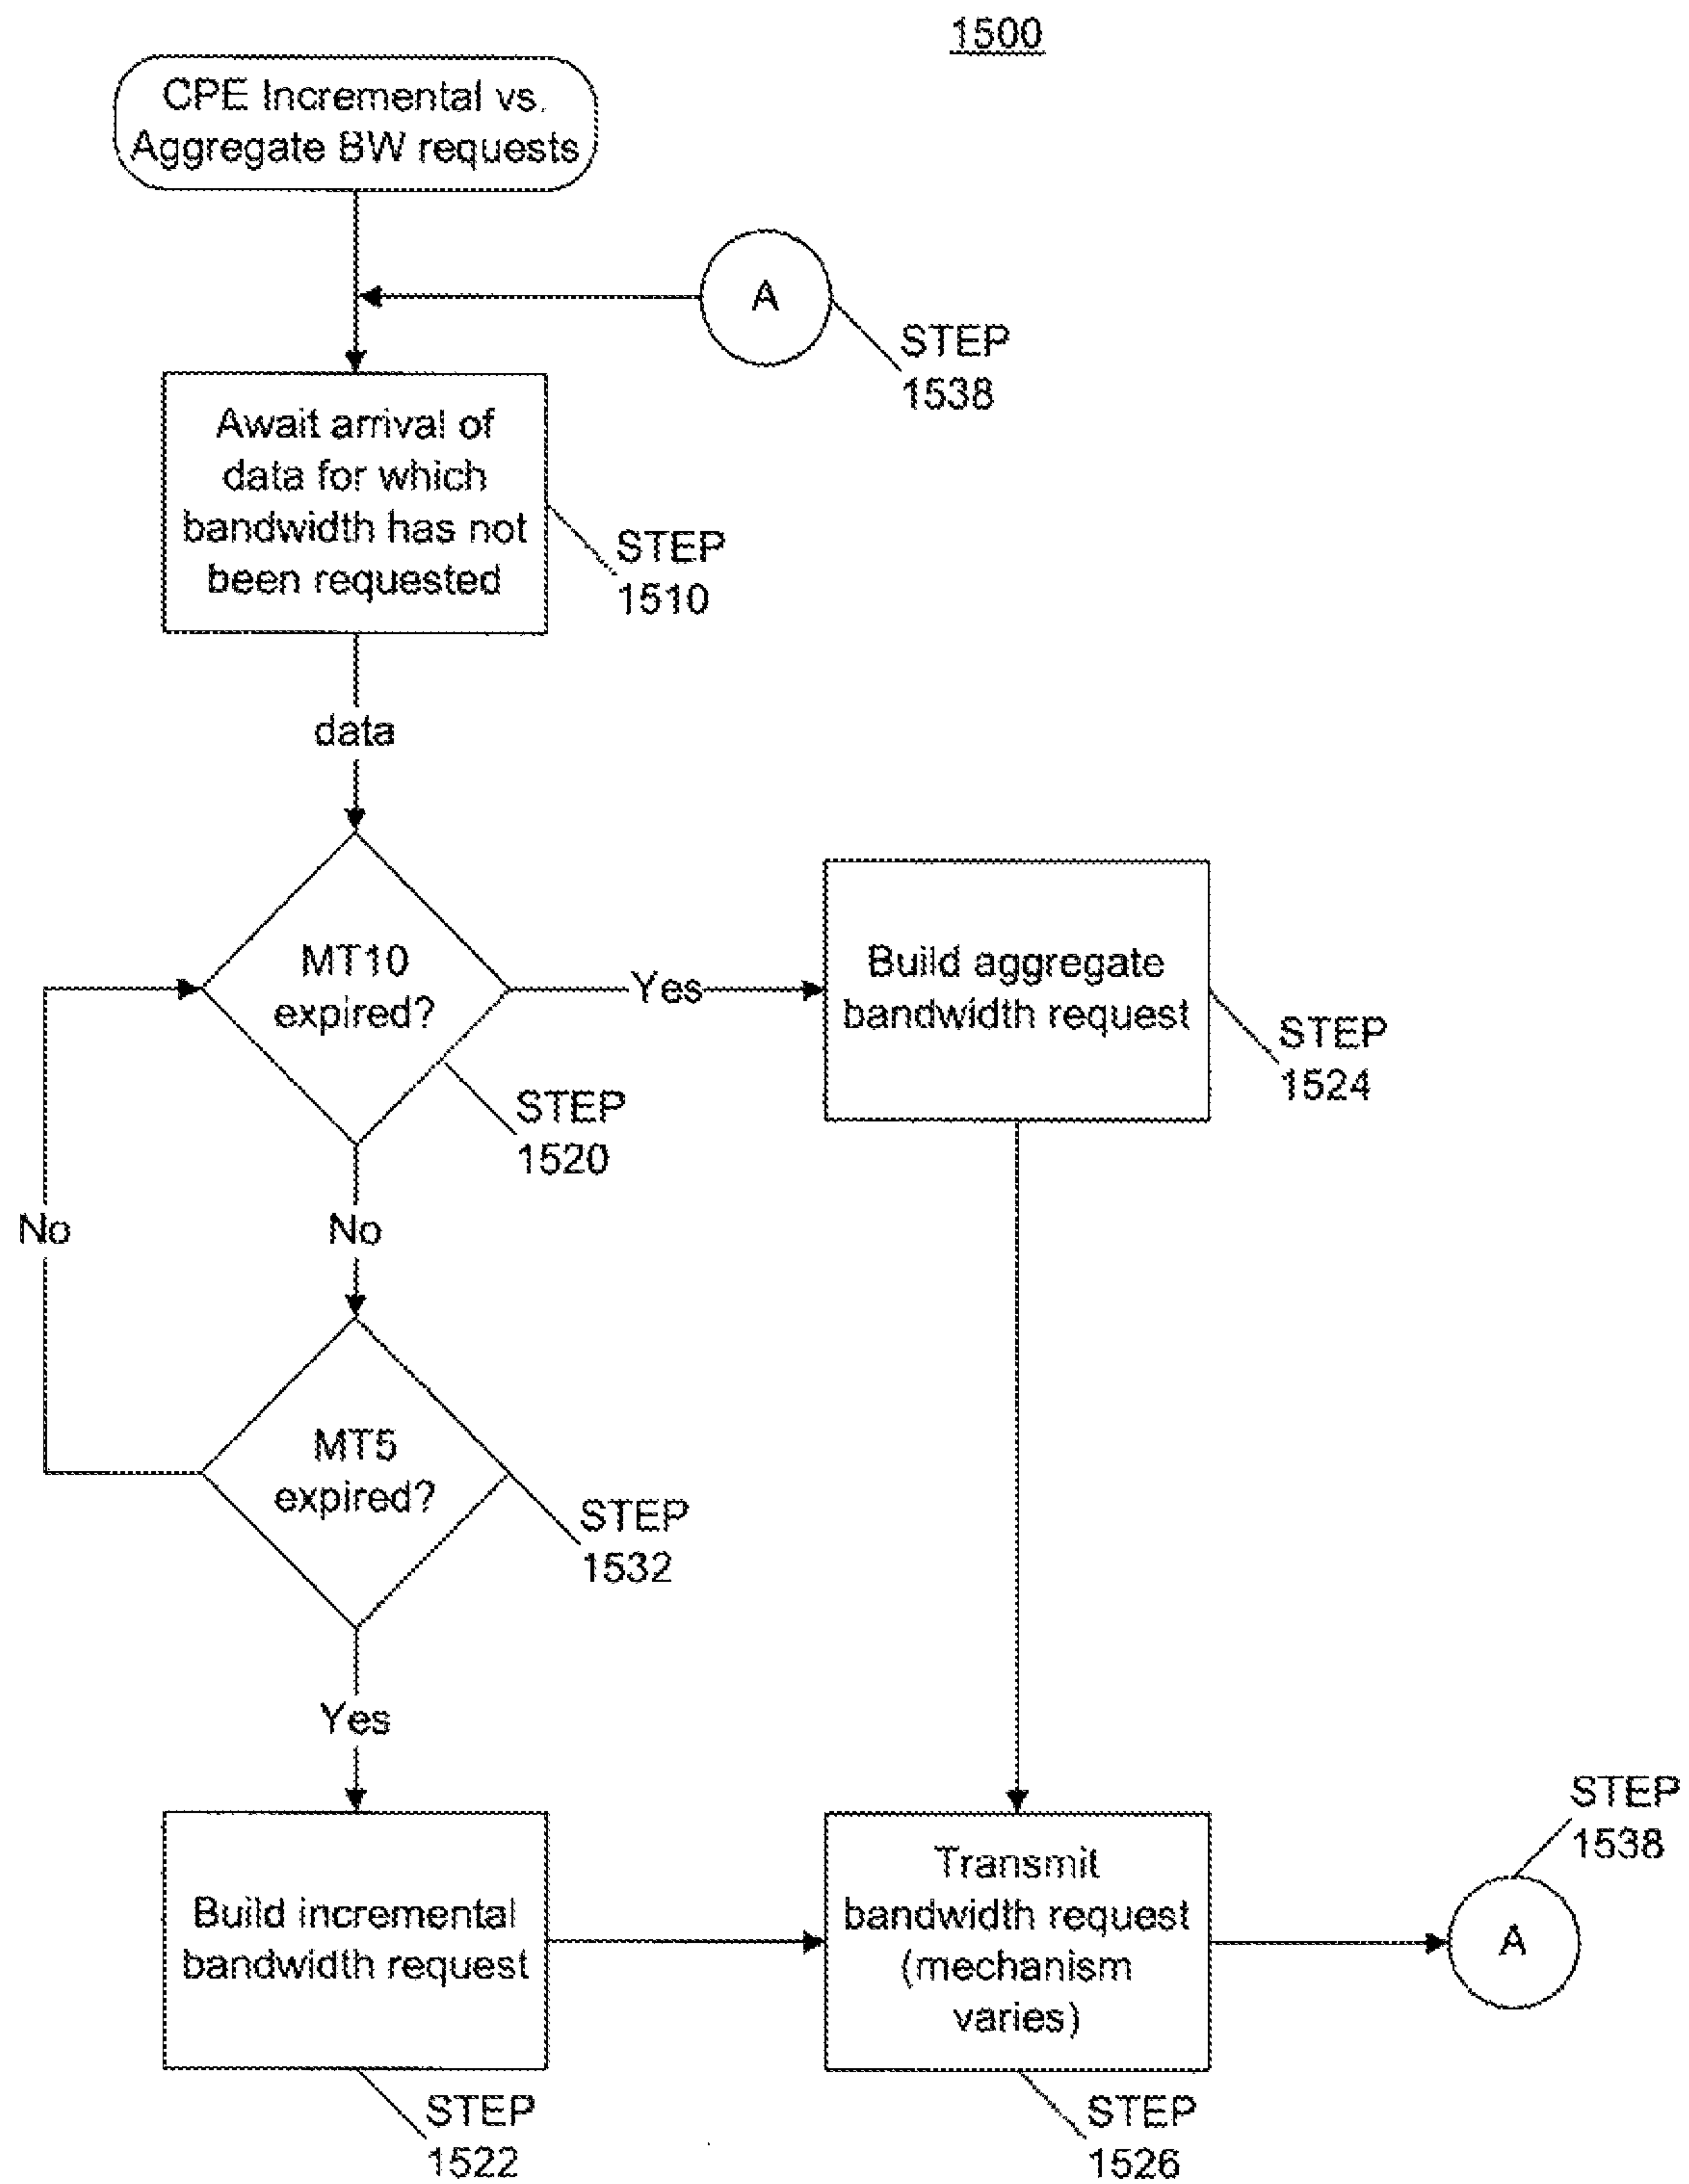 1500
CPE Incremental vs.
Aggregate BW requests
A
STEP
1538
Await arrival of
data for which
bandwidth has not
been requested
STEP
1510
data
MT10
expired?
Yes
Build aggregate
bandwidth request
STEP
1524
STEP
1520
No
No
MT5
expired?
STEP
1532
Yes
Build incremental
bandwidth request
STEP
1522
Transmit
bandwidth request
(mechanism
varies)
STEP
1526
STEP
1538
A